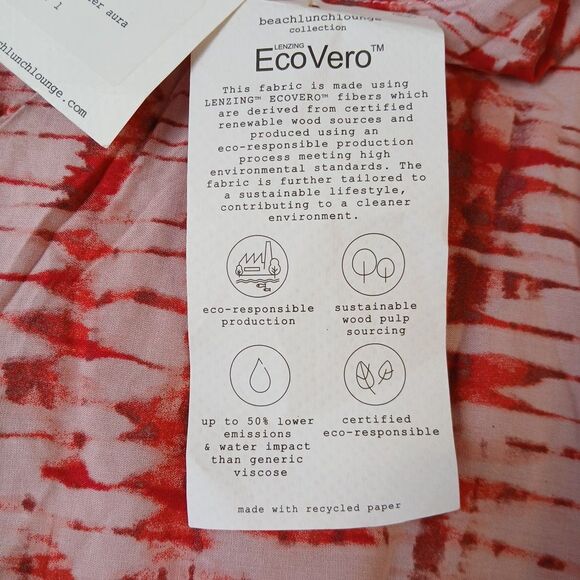 er aura
l
chlunchlounge.com
beachlunchlounge
collection
LENZING
EcoVero™
This fabric is made using
LENZING™ ECOVERO™ fibers which
are derived from certified
renewable wood sources and
produced using an
eco-responsible production
process meeting high
environmental standards. The
fabric is further tailored to
a sustainable lifestyle,
contributing to a cleaner
environment.
eco-responsible
production
sustainable
wood pulp
sourcing
up to 50% lower
emissions
& water impact
than generic
viscose
certified
eco-responsible
made with recycled paper